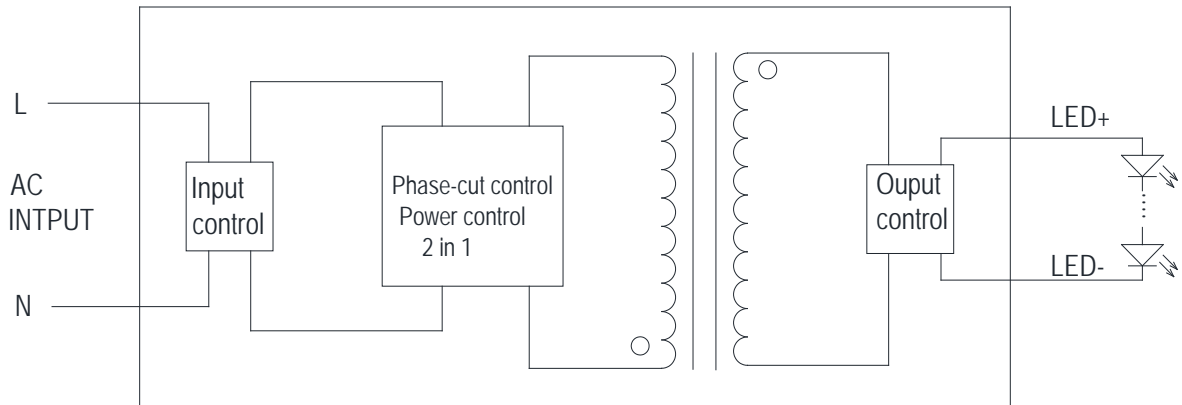 L
AC
INTPUT
N
Input
control
Phase-cut control
Power control
2 in 1
Ouput
control
LED+
LED-